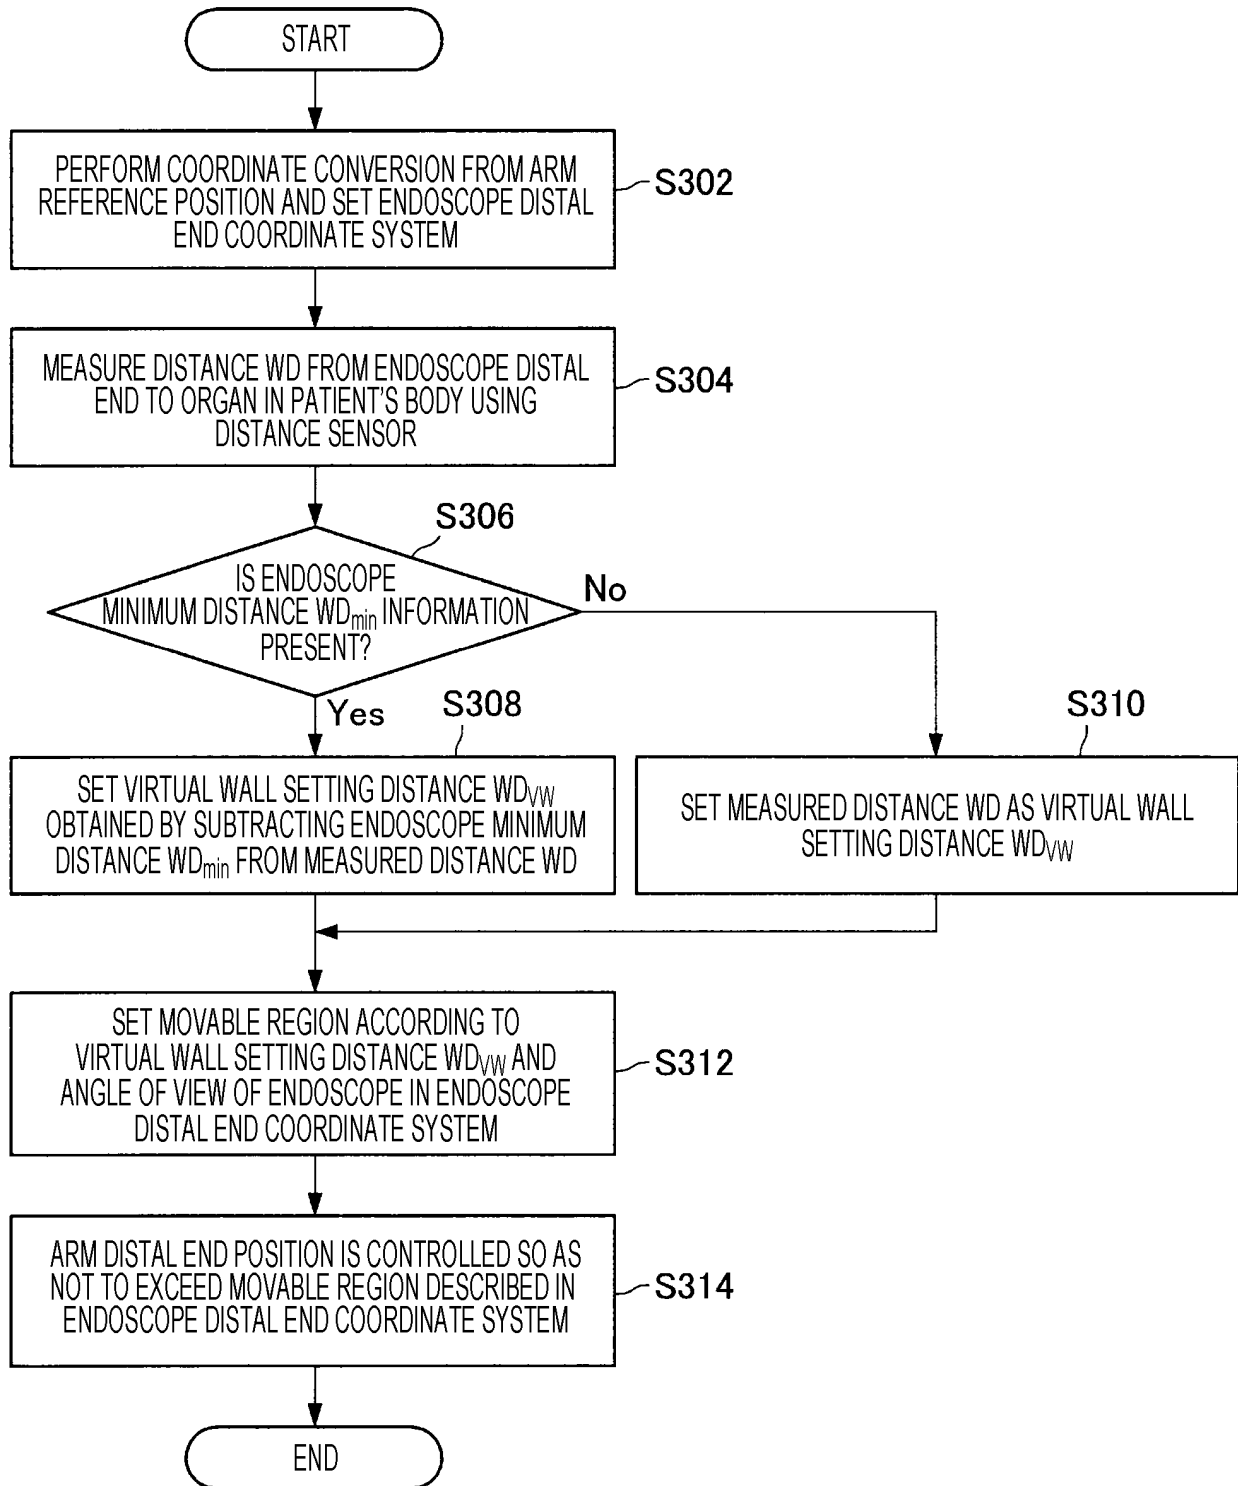 START
PERFORM COORDINATE CONVERSION FROM ARM
REFERENCE POSITION AND SET ENDOSCOPE DISTAL
END COORDINATE SYSTEM
S302
MEASURE DISTANCE WD FROM ENDOSCOPE DISTAL
END TO ORGAN IN PATIENT'S BODY USING
DISTANCE SENSOR
S304
S306
IS ENDOSCOPE
MINIMUM DISTANCE WDmin INFORMATION
PRESENT?
No
Yes
S308
SET VIRTUAL WALL SETTING DISTANCE WDVW
OBTAINED BY SUBTRACTING ENDOSCOPE MINIMUM
DISTANCE WDmin FROM MEASURED DISTANCE WD
S310
SET MEASURED DISTANCE WD AS VIRTUAL WALL
SETTING DISTANCE WDVW
SET MOVABLE REGION ACCORDING TO
VIRTUAL WALL SETTING DISTANCE WDVW AND
ANGLE OF VIEW OF ENDOSCOPE IN ENDOSCOPE
DISTAL END COORDINATE SYSTEM
S312
ARM DISTAL END POSITION IS CONTROLLED SO AS
NOT TO EXCEED MOVABLE REGION DESCRIBED IN
ENDOSCOPE DISTAL END COORDINATE SYSTEM
S314
END